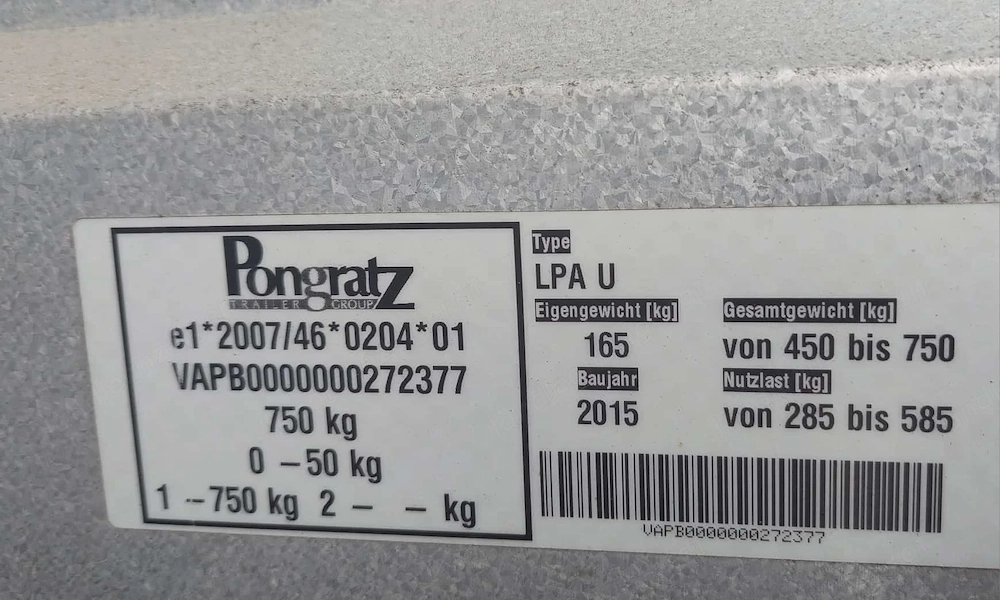 Pongratz
TRAILER GROUP
e1*2007/46*0204*01
VAPB0000000272377
750 kg
0 – 50 kg
1 – 750 kg 2 – – kg
Type
LPA U
Eigengewicht [kg] Gesamtgewicht [kg]
165 von 450 bis 750
Baujahr Nutzlast [kg]
2015 von 285 bis 585
VAPB0000000272377